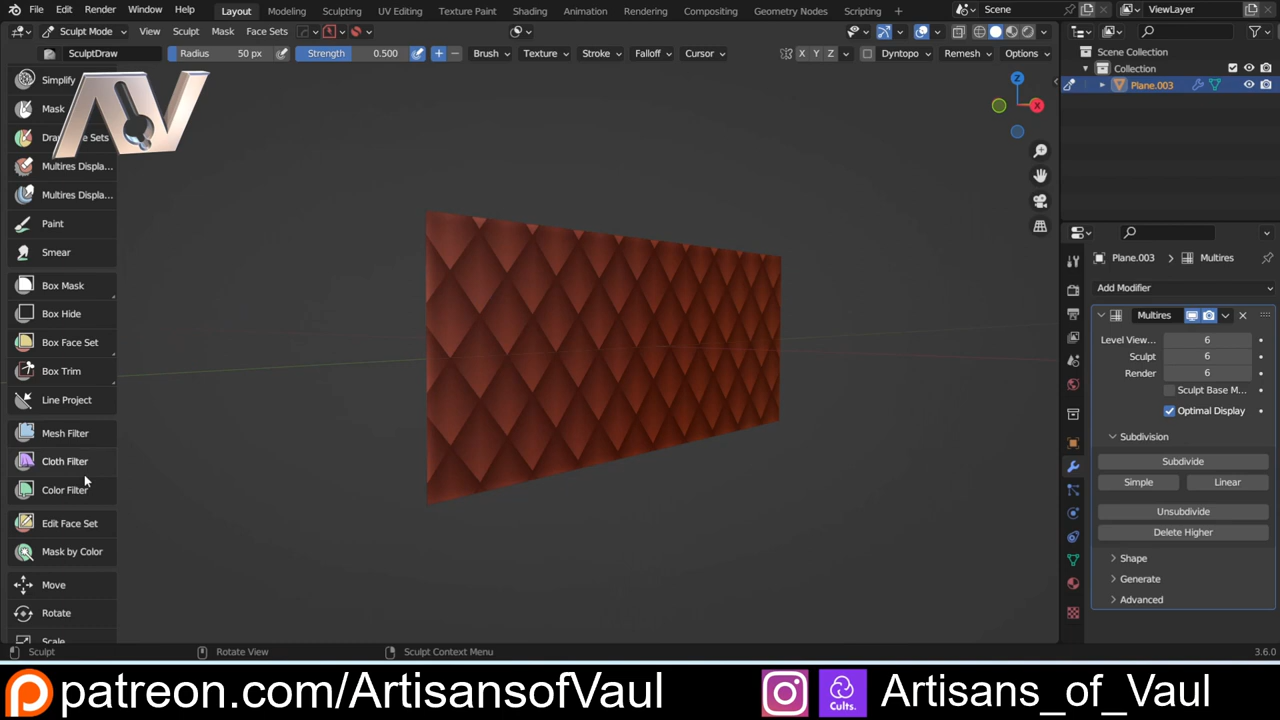 File Edit Render Window Help Layout Modeling Sculpting UV Editing Texture Paint Shading Animation Rendering Compositing Geometry Nodes Scripting Scene ViewLayer
Sculpt Mode View Sculpt Mask Face Sets
SculptDraw Radius 50 px Strength 0.500 Brush Texture Stroke Falloff Cursor X Y Z Dyntopo Remesh Options
Scene Collection
Collection
Plane.003
Simplify
Mask
Multires Displa...
Multires Displa...
Paint
Smear
Box Mask
Box Hide
Box Face Set
Box Trim
Line Project
Mesh Filter
Cloth Filter
Color Filter
Edit Face Set
Mask by Color
Move
Rotate
Scale
AV
Z
X
Plane.003 Multires
Add Modifier
Multires
Level View... 6
Sculpt 6
Render 6
Sculpt Base M...
Optimal Display
Subdivision
Subdivide
Simple Linear
Unsubdivide
Delete Higher
Shape
Generate
Advanced
Sculpt Rotate View Sculpt Context Menu 3.6.0
patreon.com/ArtisansofVaul Cults. Artisans_of_Vaul